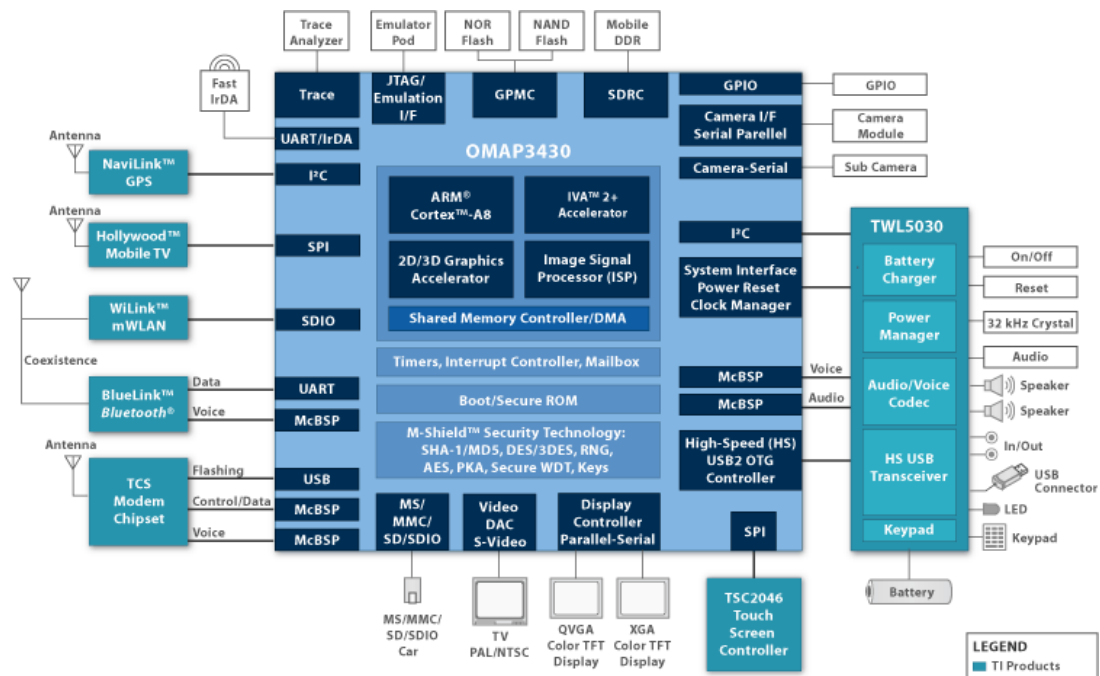 Trace
Analyzer
Emulator
Pod
NOR
Flash
NAND
Flash
Mobile
DDR
Fast
IrDA
Trace
JTAG/
Emulation
I/F
GPMC
SDRC
GPIO
GPIO
Camera I/F
Serial Parellel
Camera
Module
UART/IrDA
OMAP3430
Antenna
NaviLink™
GPS
I²C
Camera-Serial
Sub Camera
ARM®
Cortex™-A8
IVA™ 2+
Accelerator
Antenna
Hollywood™
Mobile TV
SPI
I²C
TWL5030
2D/3D Graphics
Accelerator
Image Signal
Processor (ISP)
System Interface
Power Reset
Clock Manager
Battery
Charger
On/Off
Reset
WiLink™
mWLAN
SDIO
Shared Memory Controller/DMA
Power
Manager
32 kHz Crystal
Coexistence
Timers, Interrupt Controller, Mailbox
Audio
BlueLink™
Bluetooth®
Data
UART
Voice
McBSP
Boot/Secure ROM
McBSP
Voice
McBSP
Audio
Audio/Voice
Codec
Speaker
Speaker
M-Shield™ Security Technology:
SHA-1/MD5, DES/3DES, RNG,
AES, PKA, Secure WDT, Keys
High-Speed (HS)
USB2 OTG
Controller
HS USB
Transceiver
In/Out
USB
Connector
LED
Antenna
TCS
Modem
Chipset
Flashing
USB
Control/Data
McBSP
Voice
McBSP
MS/
MMC/
SD/SDIO
Video
DAC
S-Video
Display
Controller
Parallel-Serial
SPI
Keypad
Keypad
Battery
MS/MMC/
SD/SDIO
Car
TV
PAL/NTSC
QVGA
Color TFT
Display
XGA
Color TFT
Display
TSC2046
Touch
Screen
Controller
LEGEND
TI Products